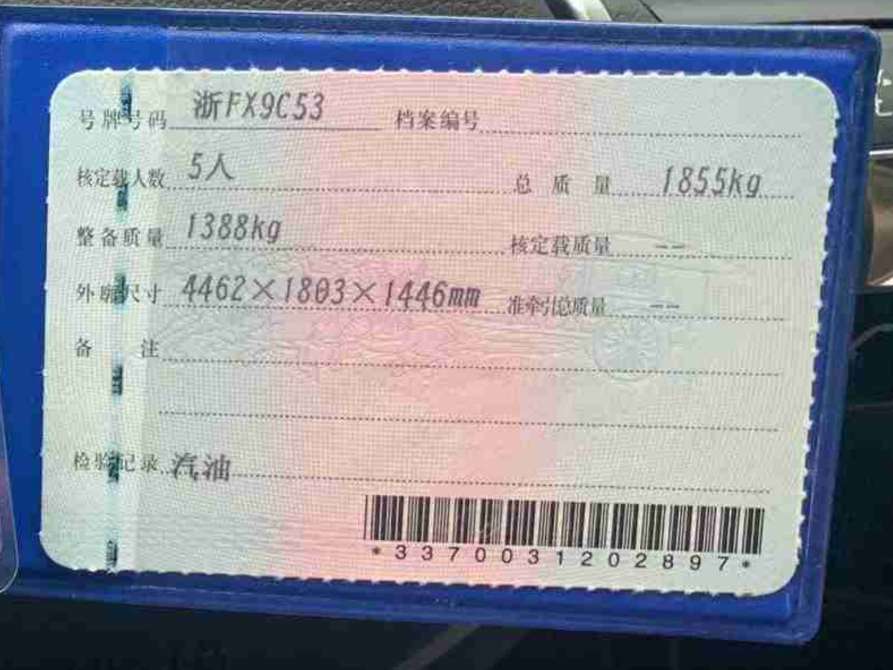 号牌号码 浙FX9C53 档案编号
核定载人数 5人 总质量 1855kg
整备质量 1388kg 核定载质量 --
外廓尺寸 4462×1803×1446mm 准牵引总质量 --
备注
检验记录 汽油
*3370031202897*